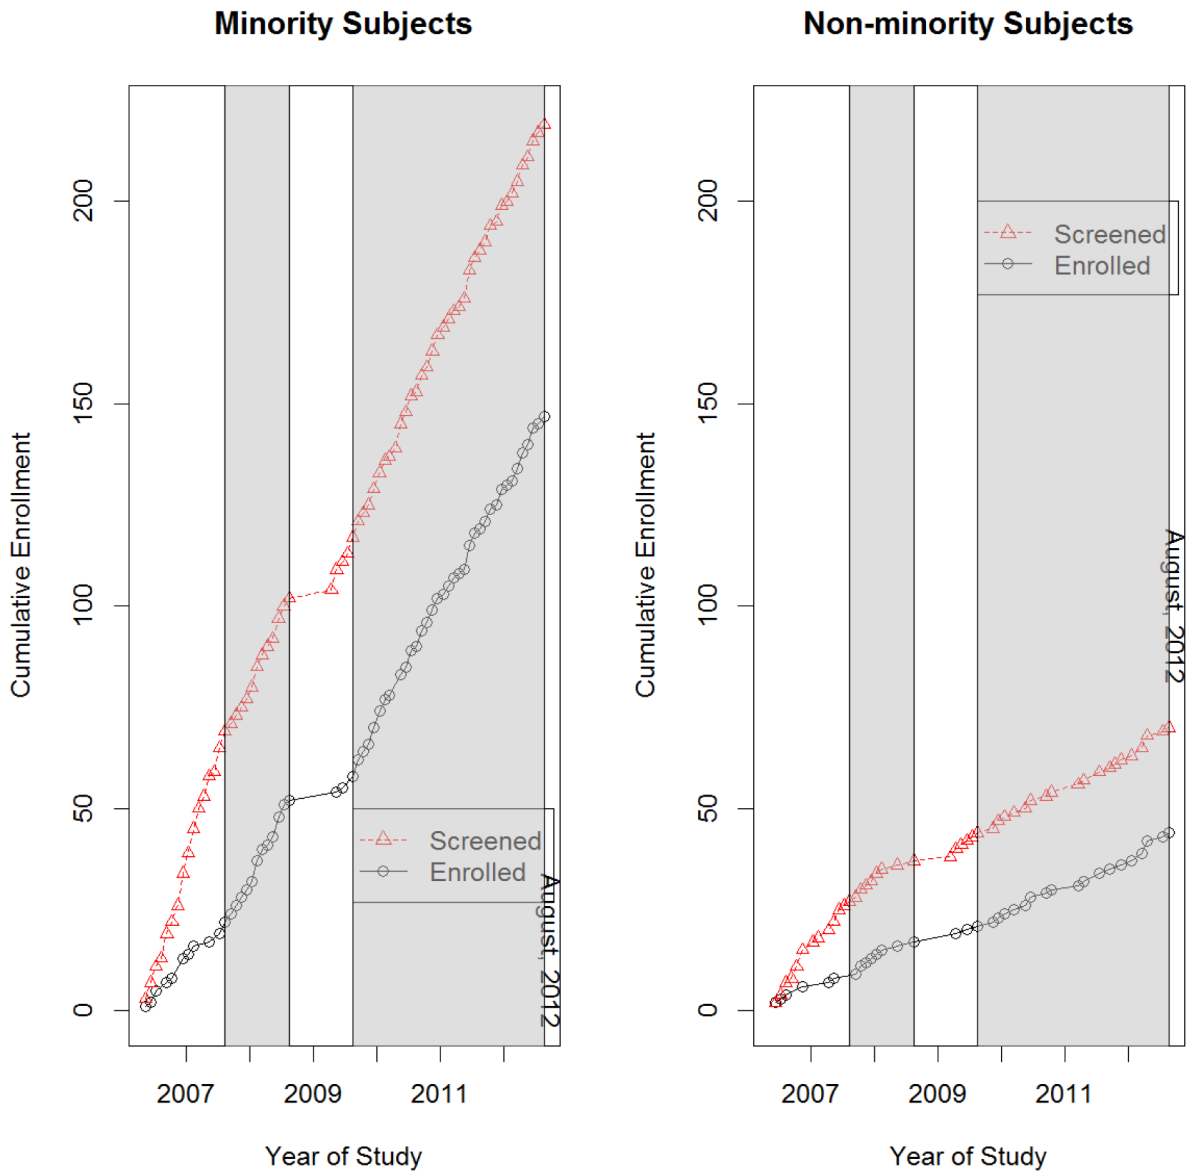 Minority Subjects
Cumulative Enrollment
200
150
100
50
0
Screened
Enrolled
August, 2012
2007
2009
2011
Year of Study
Non-minority Subjects
Cumulative Enrollment
200
150
100
50
0
Screened
Enrolled
August, 2012
2007
2009
2011
Year of Study